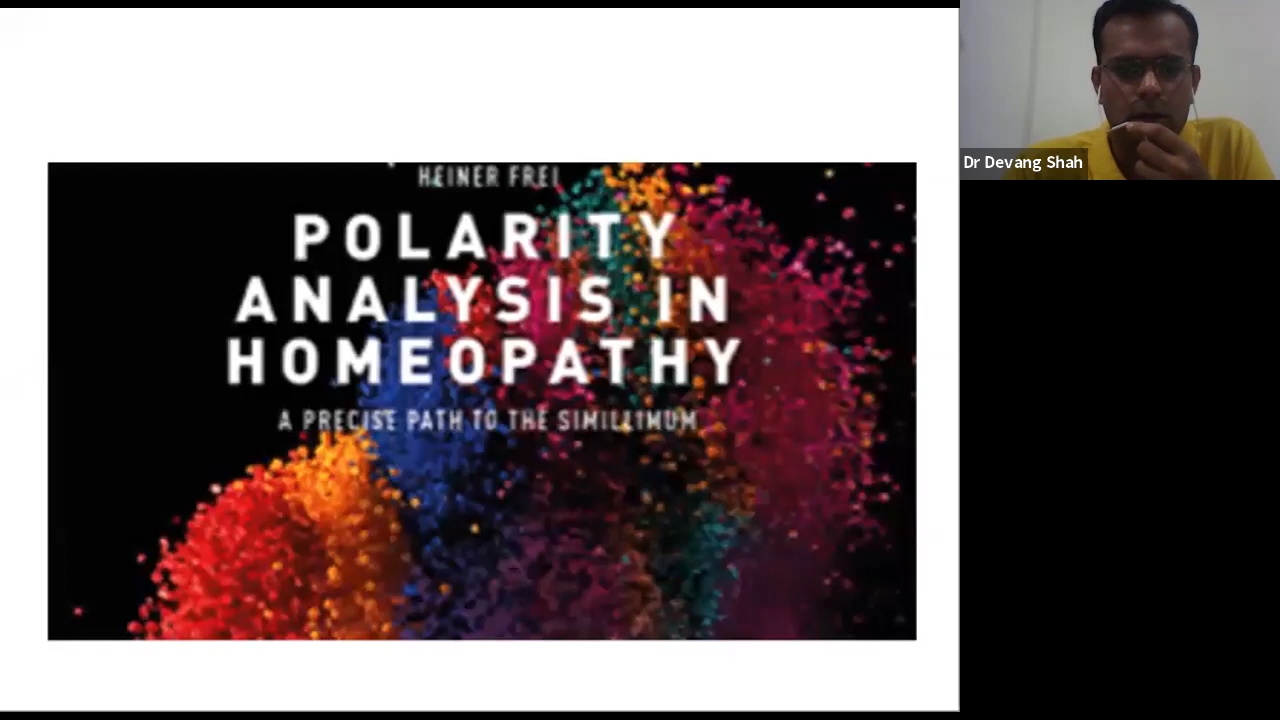 HEINER FREI
POLARITY
ANALYSIS IN
HOMEOPATHY
A PRECISE PATH TO THE SIMILLIMUM
Dr Devang Shah